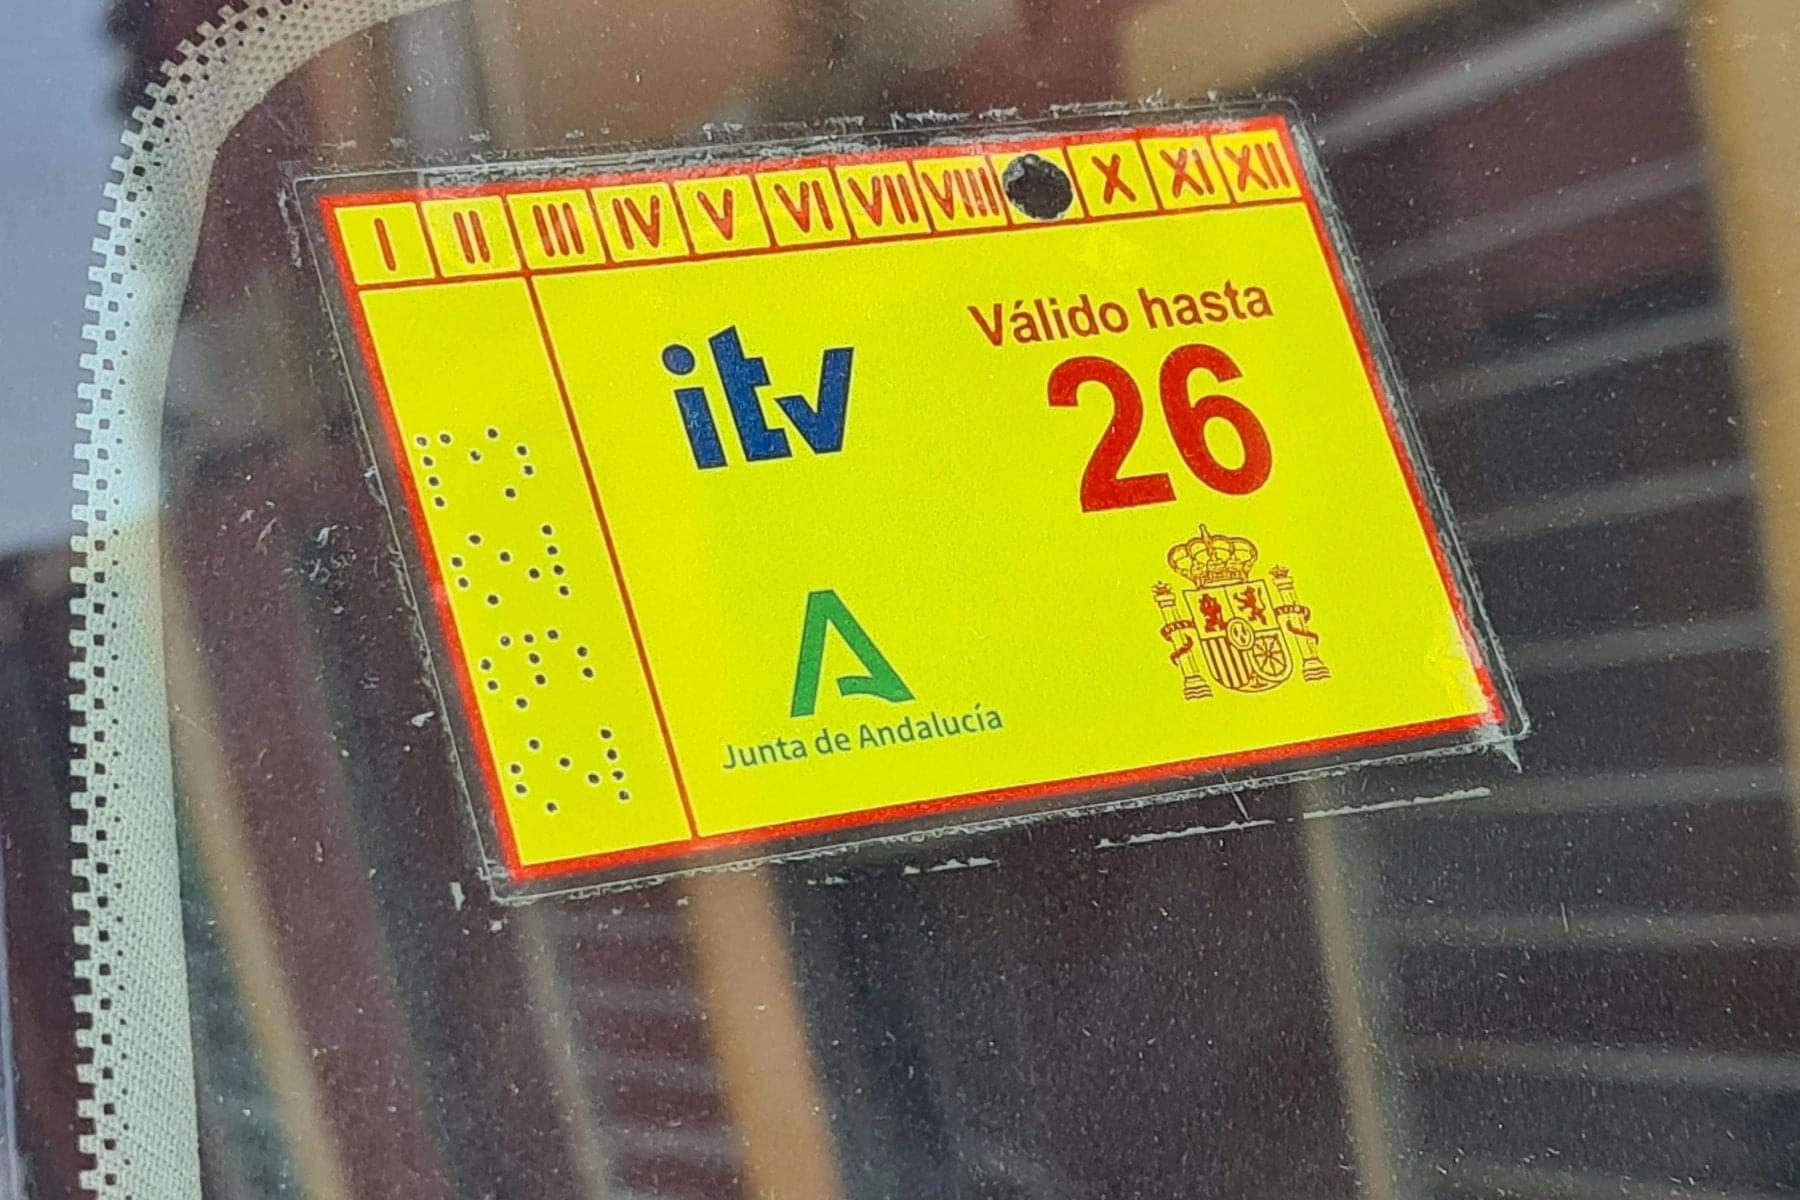 I II III IV V VI VII VIII X XI XII
Válido hasta
26
itv
Junta de Andalucía